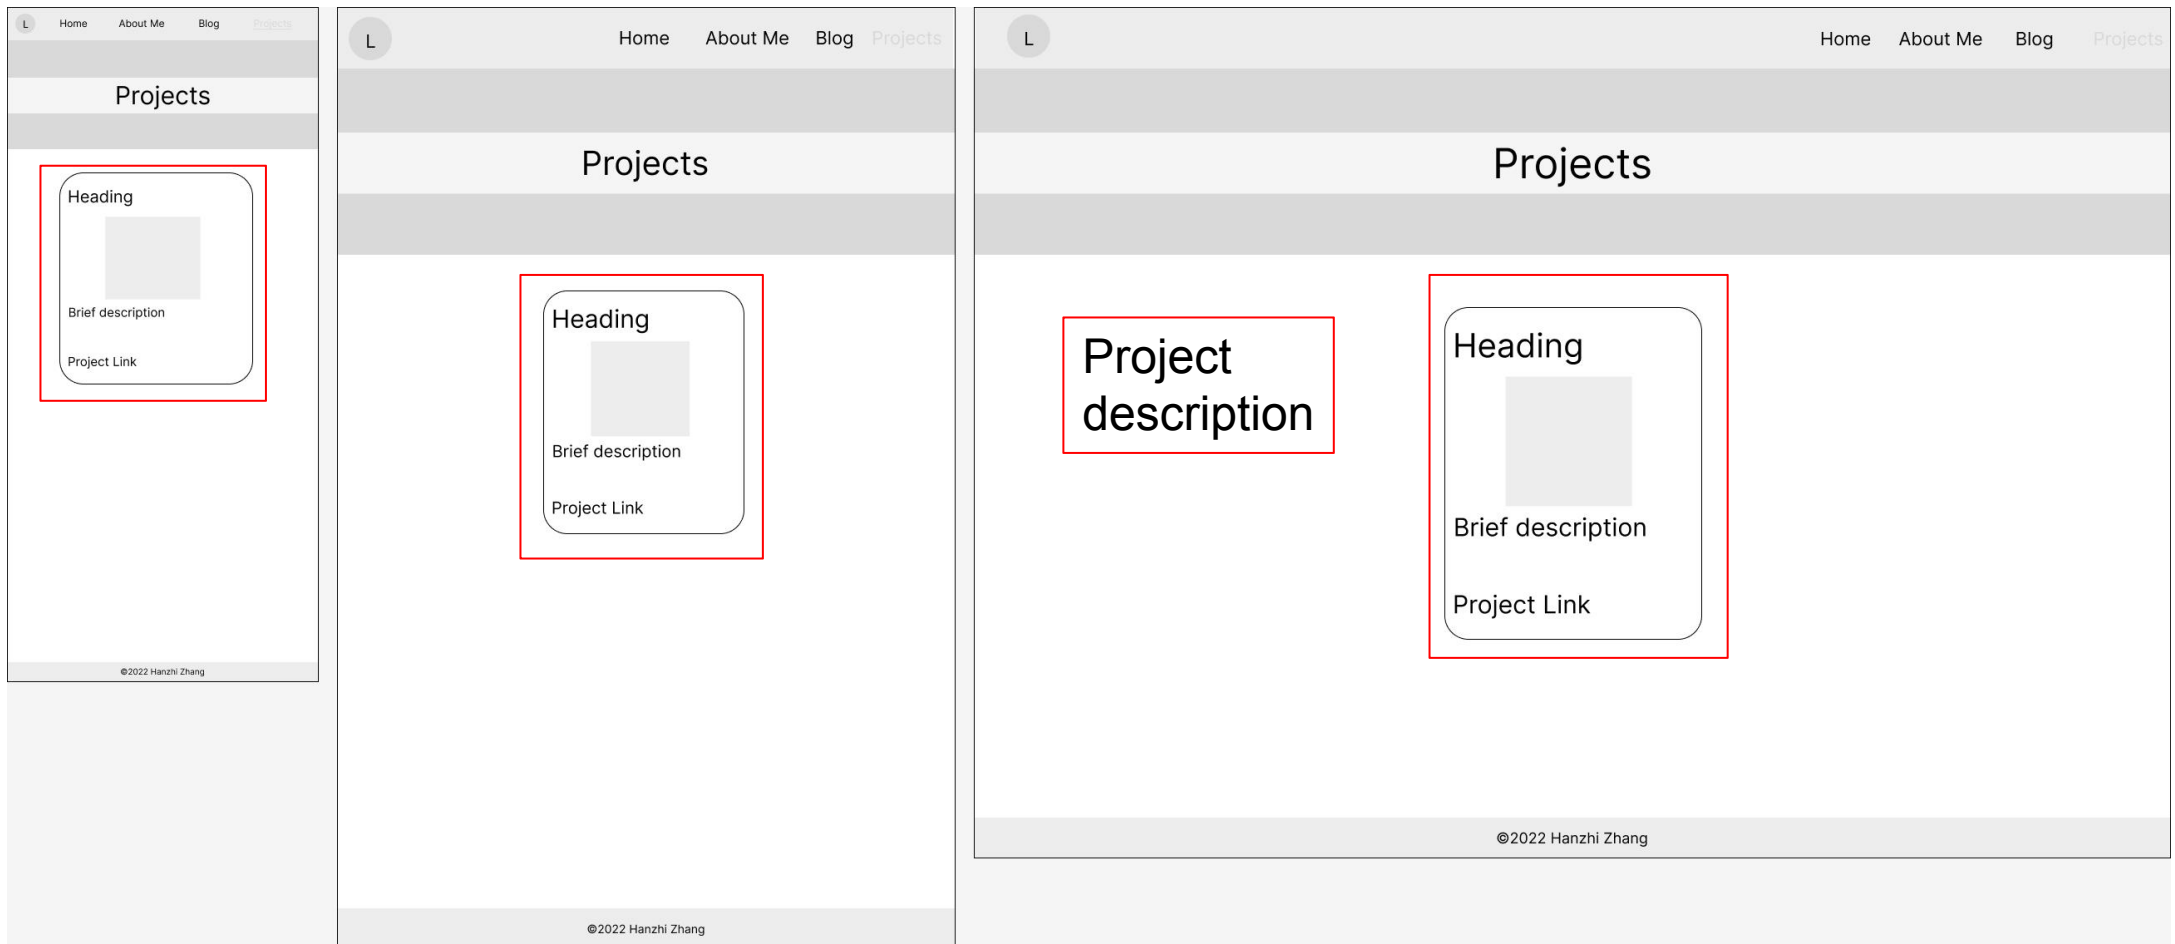 L Home About Me Blog Projects
Projects
Heading
Brief description
Project Link
©2022 Hanzhi Zhang
L Home About Me Blog Projects
Projects
Heading
Brief description
Project Link
©2022 Hanzhi Zhang
L Home About Me Blog Projects
Projects
Project
description
Heading
Brief description
Project Link
©2022 Hanzhi Zhang